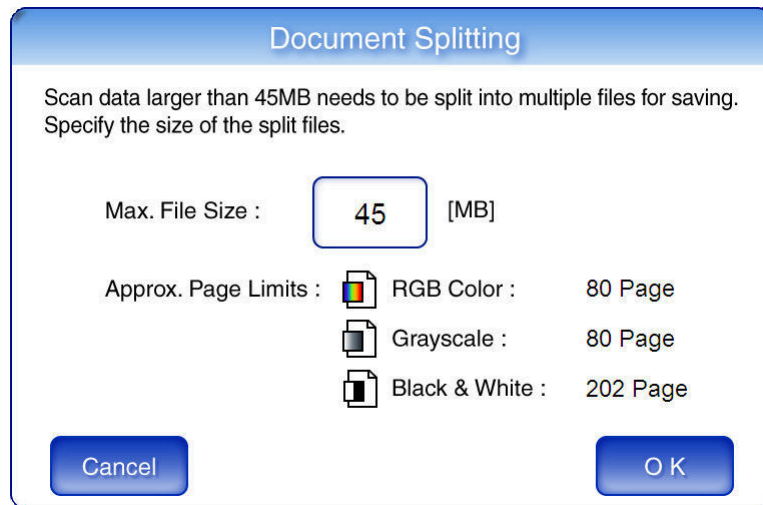 Document Splitting
Scan data larger than 45MB needs to be split into multiple files for saving.
Specify the size of the split files.
Max. File Size : 45 [MB]
Approx. Page Limits : RGB Color : 80 Page
Grayscale : 80 Page
Black & White : 202 Page
Cancel O K